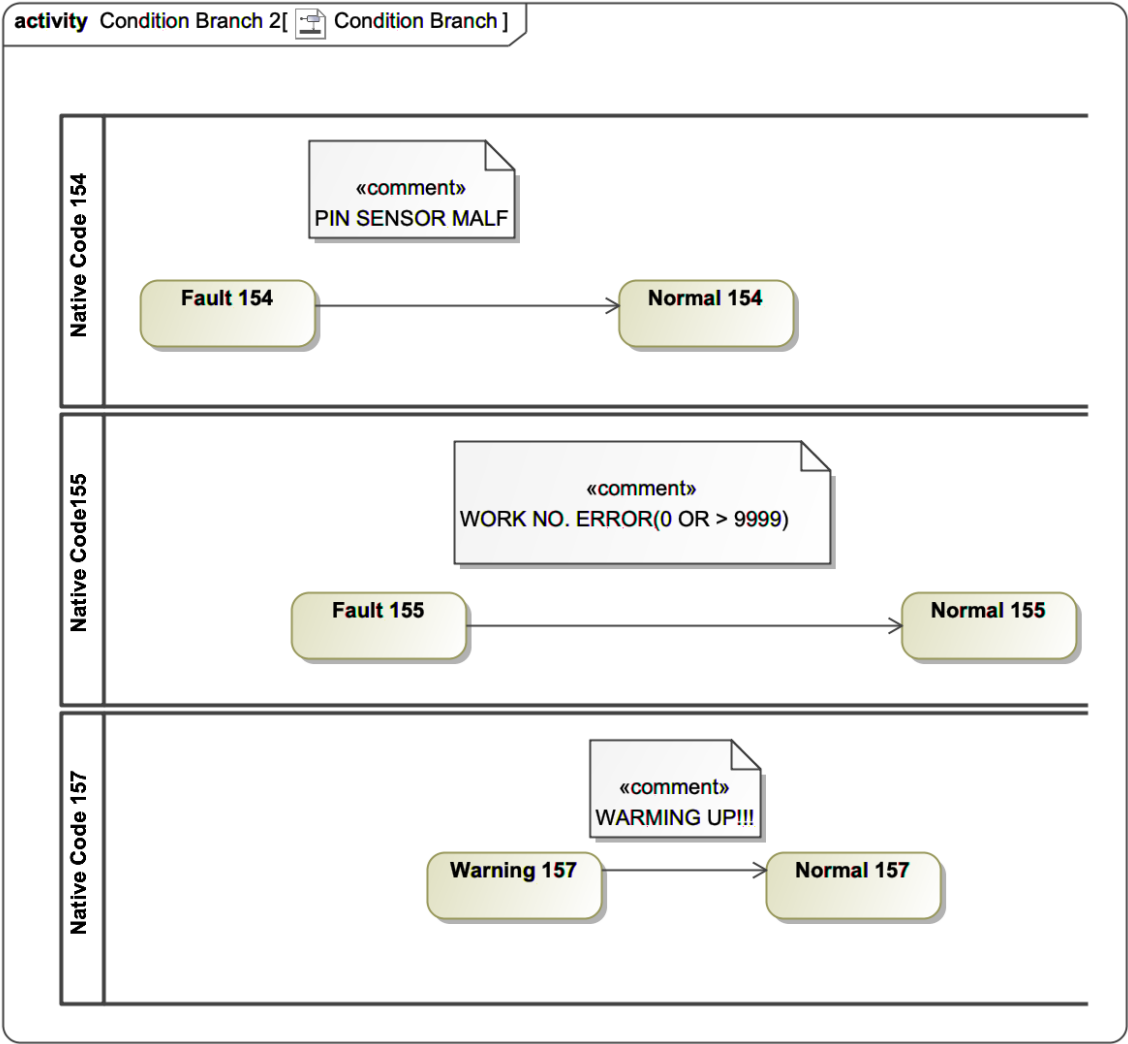 activity Condition Branch 2[ Condition Branch ]
Native Code 154
«comment»
PIN SENSOR MALF
Fault 154
Normal 154
Native Code155
«comment»
WORK NO. ERROR(0 OR > 9999)
Fault 155
Normal 155
Native Code 157
«comment»
WARMING UP!!!
Warning 157
Normal 157